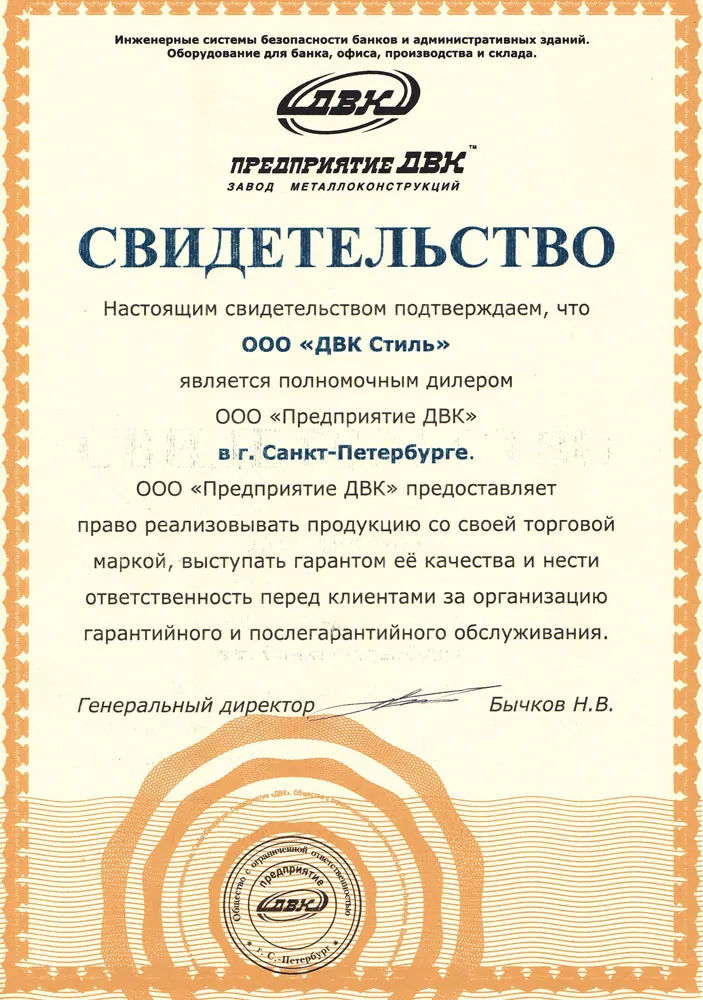 Инженерные системы безопасности банков и административных зданий.
Оборудование для банка, офиса, производства и склада.
ДВК
ПРЕДПРИЯТИЕ ДВК™
ЗАВОД МЕТАЛЛОКОНСТРУКЦИЙ
СВИДЕТЕЛЬСТВО
Настоящим свидетельством подтверждаем, что
ООО «ДВК Стиль»
является полномочным дилером
ООО «Предприятие ДВК»
в г. Санкт-Петербурге.
ООО «Предприятие ДВК» предоставляет
право реализовывать продукцию со своей торговой
маркой, выступать гарантом её качества и нести
ответственность перед клиентами за организацию
гарантийного и послегарантийного обслуживания.
Генеральный директор Бычков Н.В.
Общество с ограниченной ответственностью
предприятие
ДВК
* г. С.-Петербург *